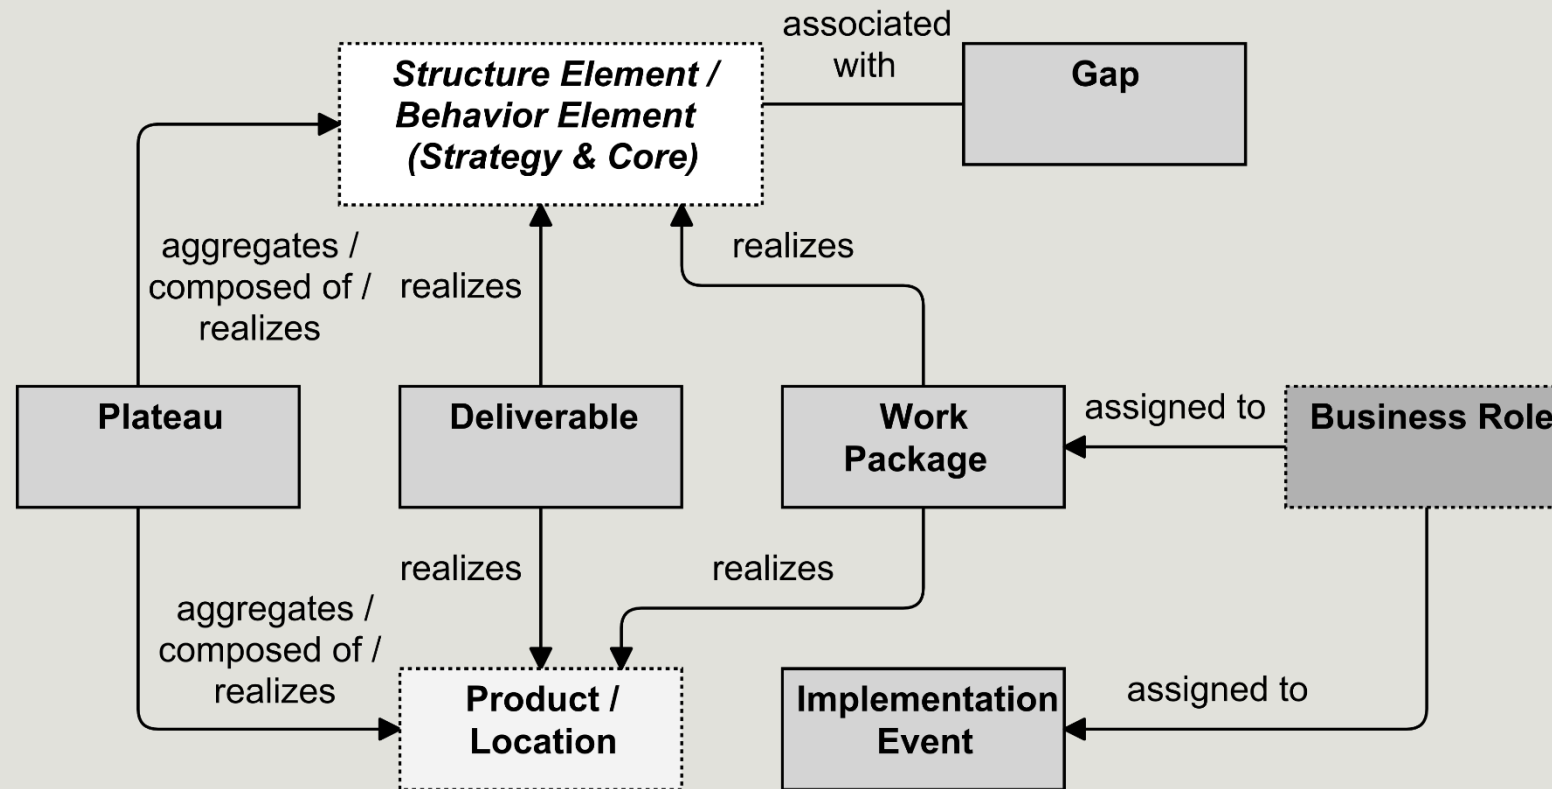 associated
with
Structure Element /
Behavior Element
(Strategy & Core)
Gap
aggregates /
composed of /
realizes
realizes
realizes
Plateau
Deliverable
Work
Package
assigned to
Business Role
realizes
realizes
aggregates /
composed of /
realizes
Product /
Location
Implementation
Event
assigned to